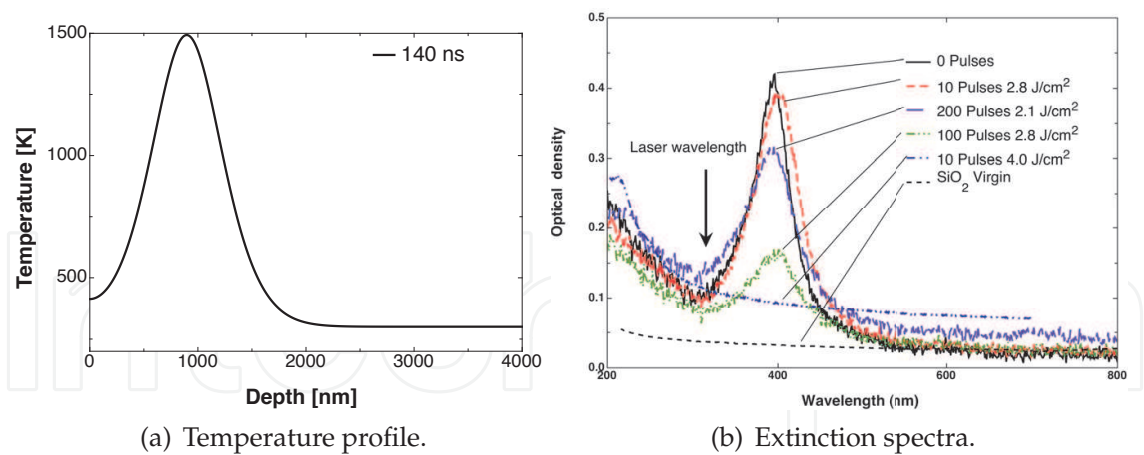 1500
1000
500
0
1000
2000
3000
4000
Temperature [K]
Depth [nm]
140 ns
(a) Temperature profile.
0.5
0.4
0.3
0.2
0.1
0.0
200
400
600
800
Optical density
Wavelength (nm)
Laser wavelength
0 Pulses
10 Pulses 2.8 J/cm²
200 Pulses 2.1 J/cm²
100 Pulses 2.8 J/cm²
10 Pulses 4.0 J/cm²
SiO₂ Virgin
(b) Extinction spectra.